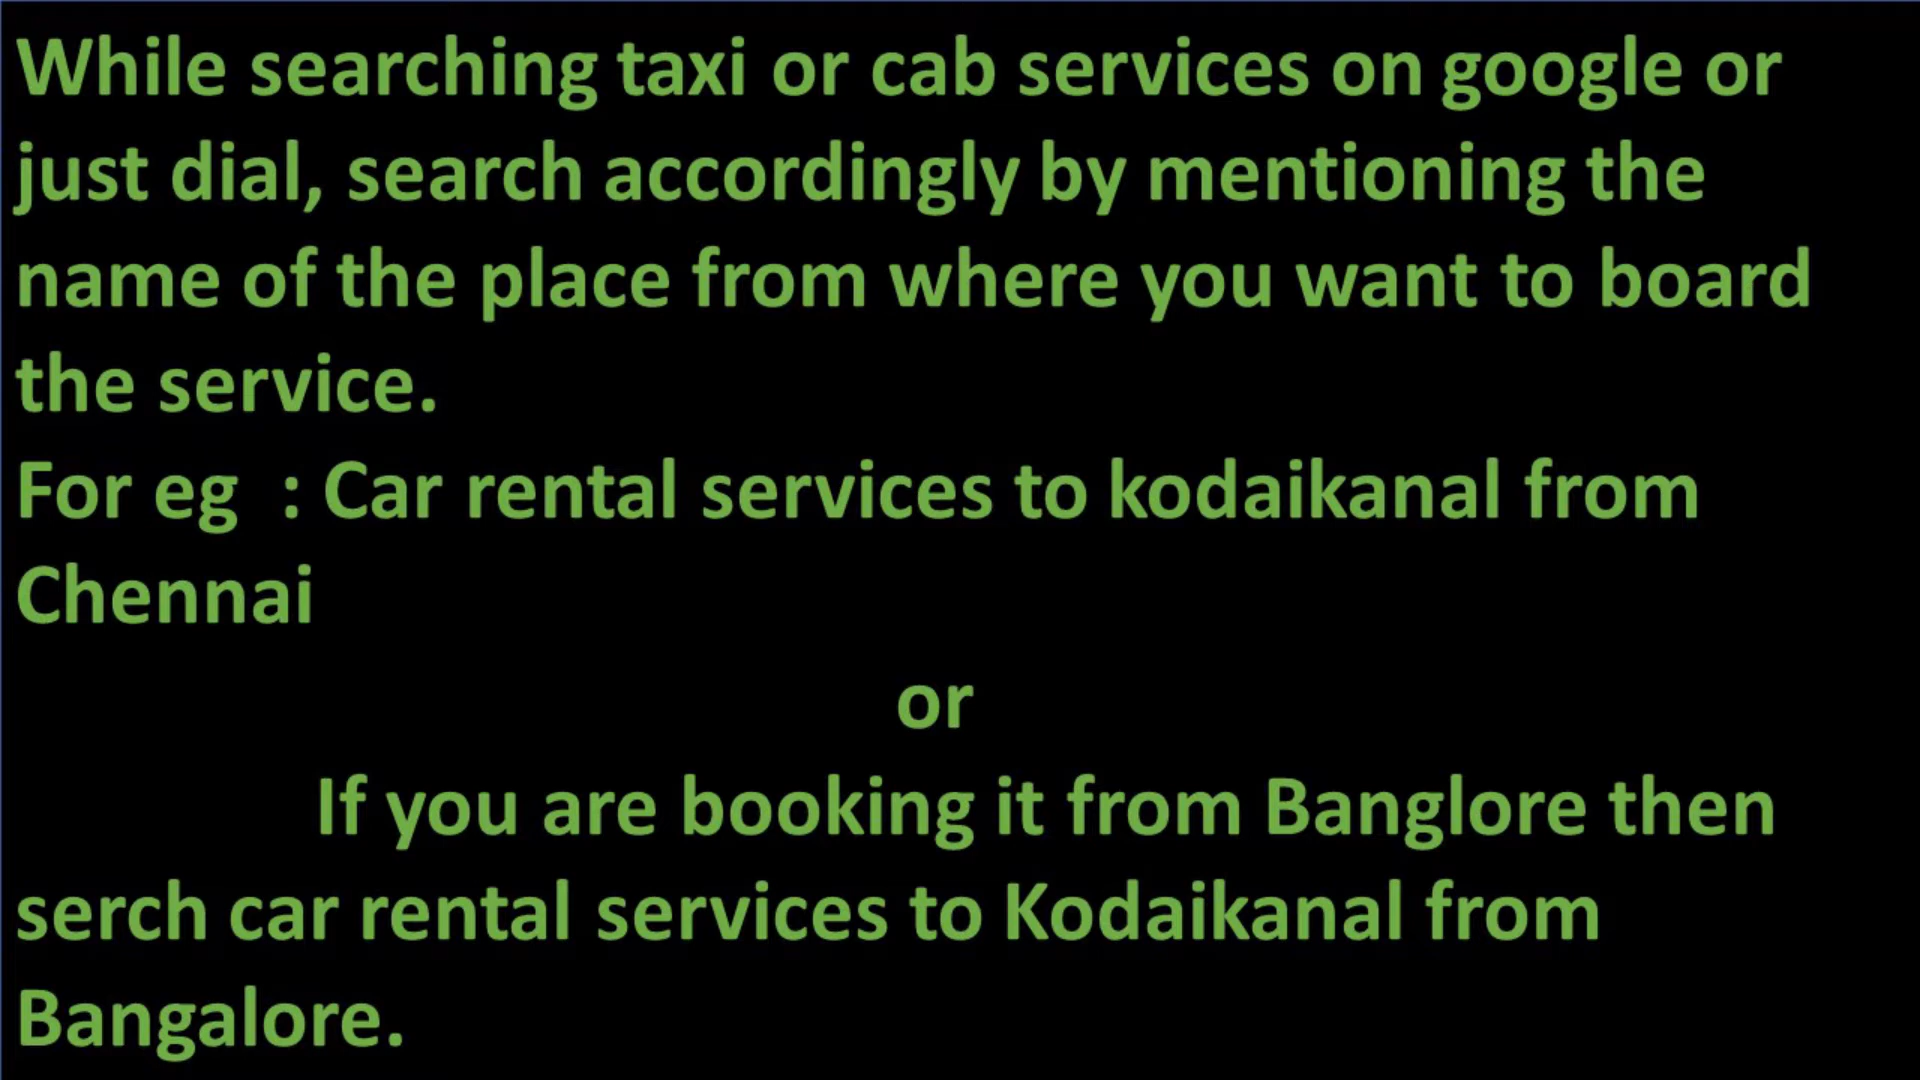 While searching taxi or cab services on google or
just dial, search accordingly by mentioning the
name of the place from where you want to board
the service.
For eg  : Car rental services to kodaikanal from
Chennai
or
If you are booking it from Banglore then
serch car rental services to Kodaikanal from
Bangalore.